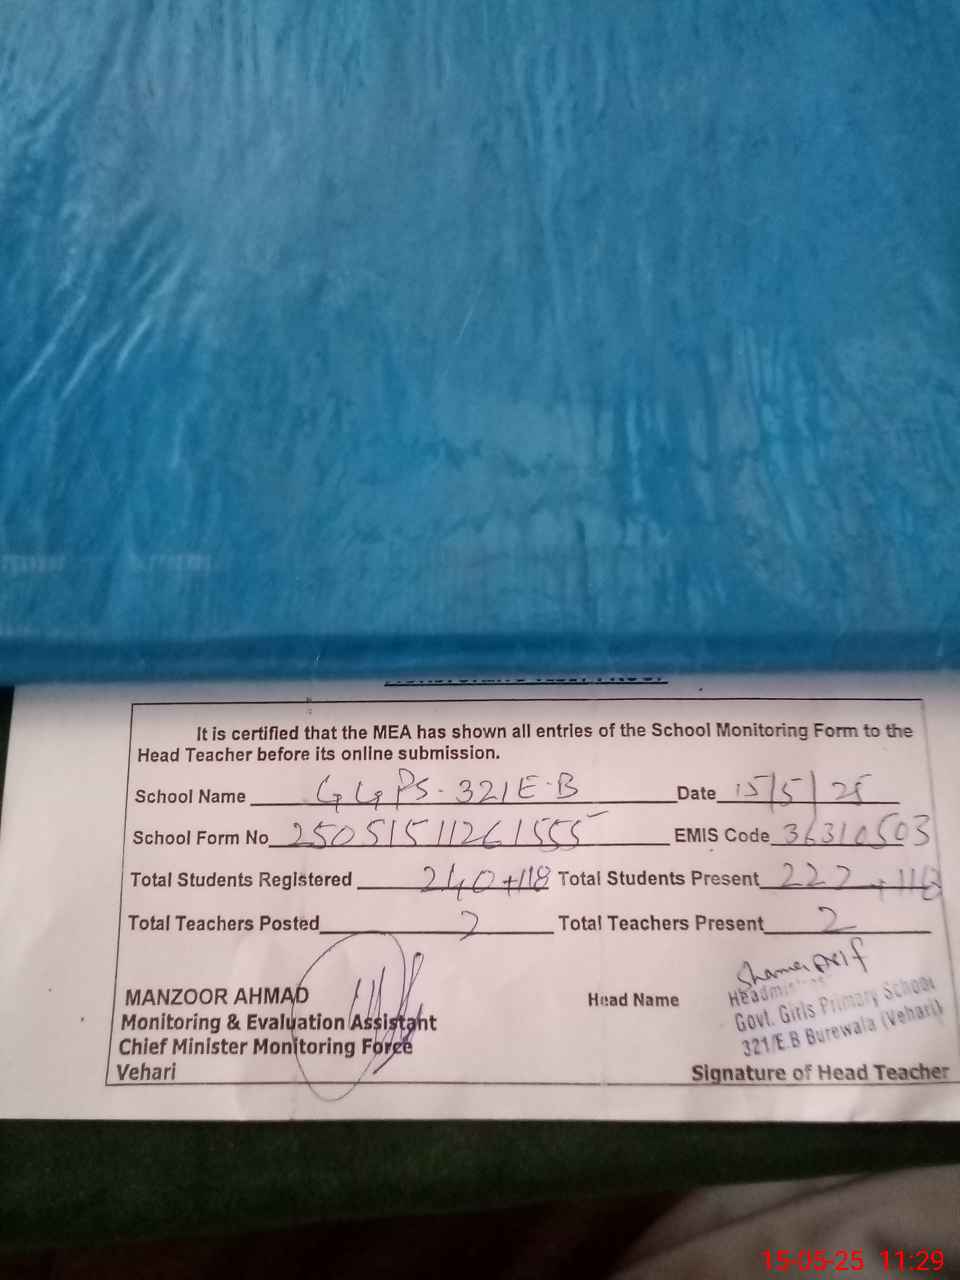 It is certified that the MEA has shown all entries of the School Monitoring Form to the
Head Teacher before its online submission.
School Name GGPS-321E-B Date 15/5/25
School Form No 25051511261555 EMIS Code 36310503
Total Students Registered 240+118 Total Students Present 222+118
Total Teachers Posted 2 Total Teachers Present 2
MANZOOR AHMAD
Monitoring & Evaluation Assistant
Chief Minister Monitoring Force
Vehari
Head Name
Govt. Girls Primary School
321/E.B Burewala (Vehari)
Signature of Head Teacher
15-05-25 11:29